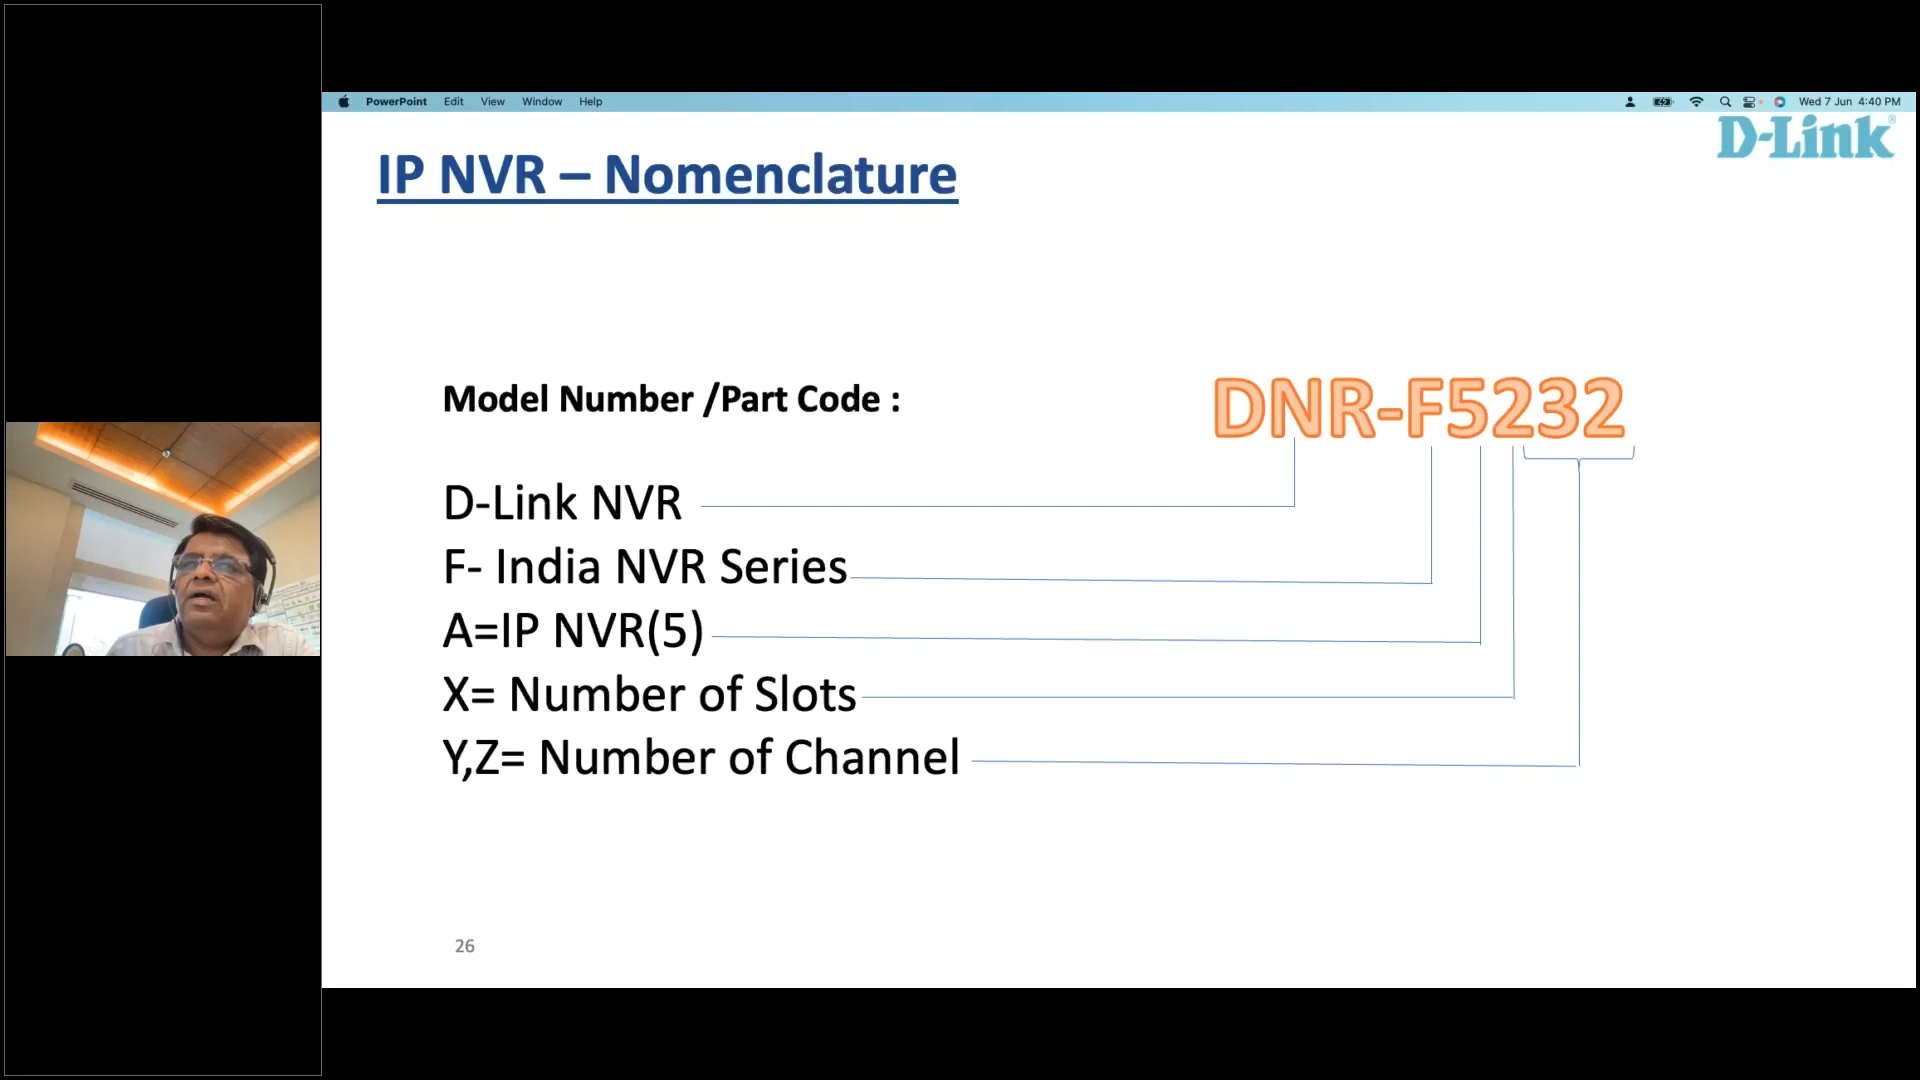 PowerPoint Edit View Window Help Wed 7 Jun 4:40 PM
D-Link®
IP NVR – Nomenclature
Model Number /Part Code : DNR-F5232
D-Link NVR
F- India NVR Series
A=IP NVR(5)
X= Number of Slots
Y,Z= Number of Channel
26